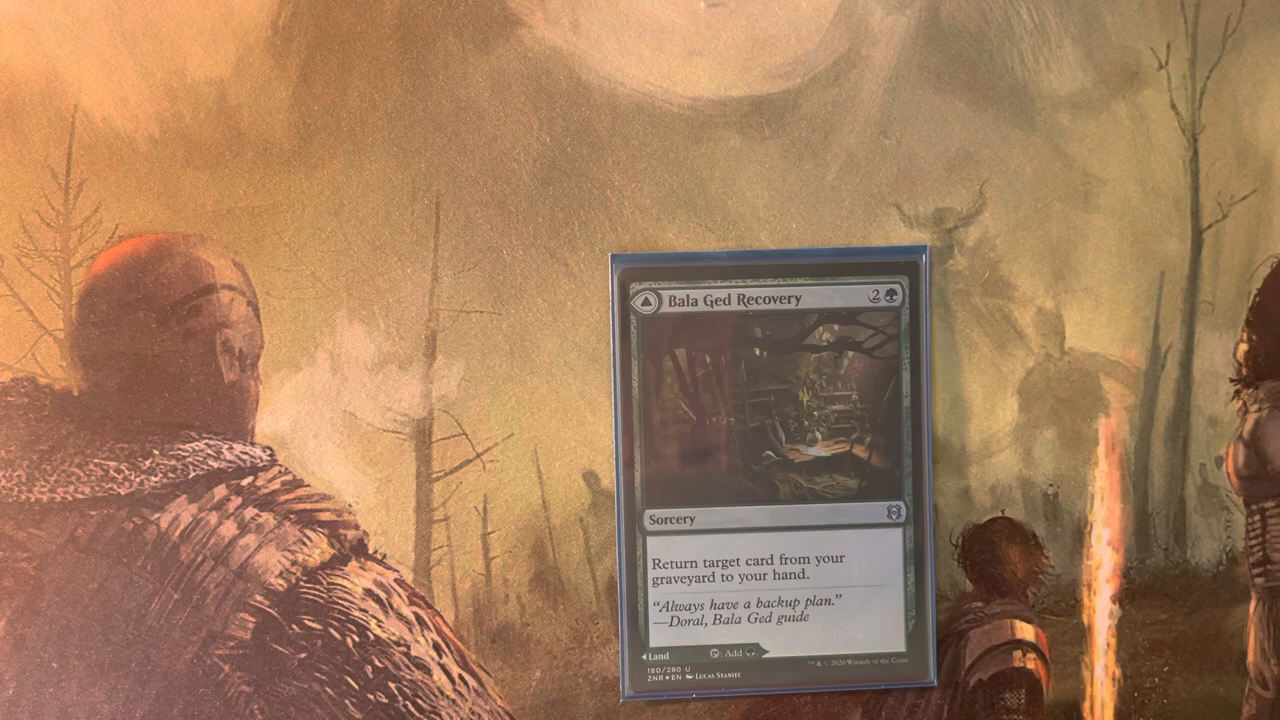 Bala Ged Recovery 2
Sorcery
Return target card from your
graveyard to your hand.
“Always have a backup plan.”
—Doral, Bala Ged guide
Land : Add
180/280 U
ZNR ★ EN Lucas Staniec
™ & © 2020 Wizards of the Coast